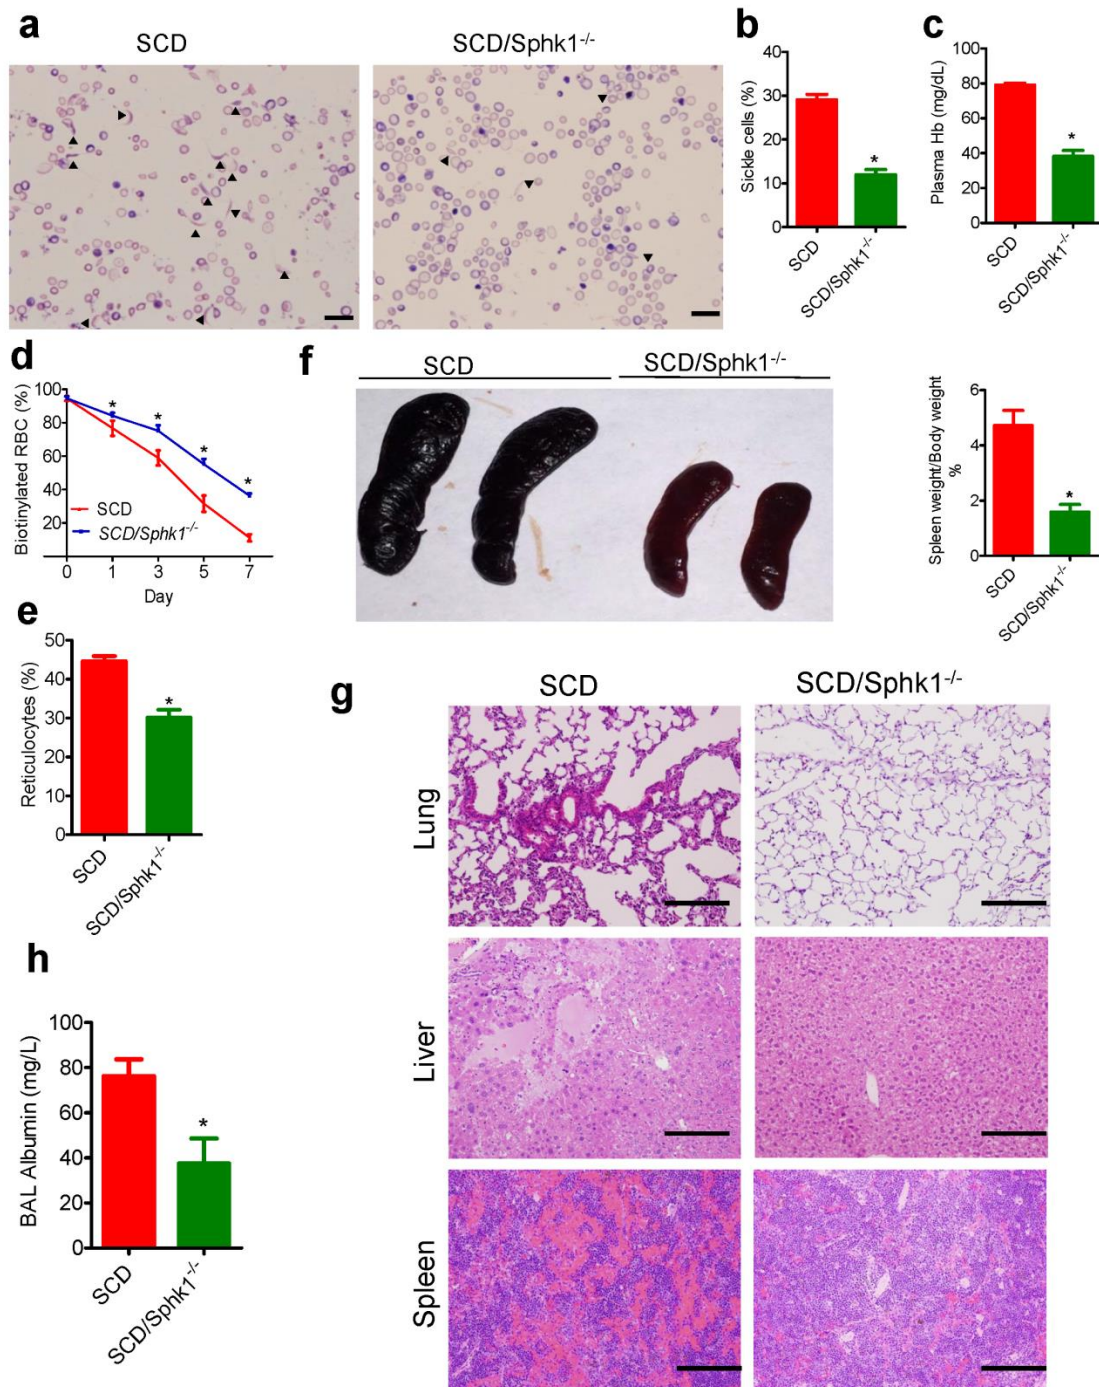 a
SCD
SCD/Sphk1⁻/⁻
b
Sickle cells (%)
40
30
20
10
0
*
SCD
SCD/Sphk1⁻/⁻
c
Plasma Hb (mg/dL)
100
80
60
40
20
0
*
SCD
SCD/Sphk1⁻/⁻
d
Biotinylated RBC (%)
100
80
60
40
20
* * * *
SCD
SCD/Sphk1⁻/⁻
0 1 3 5 7
Day
e
Reticulocytes (%)
50
40
30
20
10
0
*
SCD
SCD/Sphk1⁻/⁻
f
SCD
SCD/Sphk1⁻/⁻
Spleen weight/Body weight
%
6
4
2
0
*
SCD
SCD/Sphk1⁻/⁻
g
SCD
SCD/Sphk1⁻/⁻
Lung
Liver
Spleen
h
BAL Albumin (mg/L)
100
80
60
40
20
0
*
SCD
SCD/Sphk1⁻/⁻